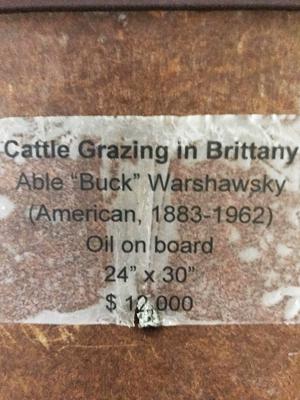 Cattle Grazing in Brittany
Able "Buck" Warshawsky
(American, 1883-1962)
Oil on board
24" x 30"
$ 12,000